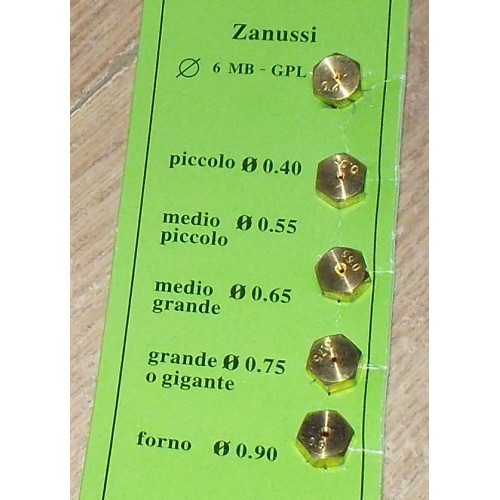 Zanussi
Ø 6 MB - GPL
piccolo Ø 0.40
medio Ø 0.55
piccolo
medio Ø 0.65
grande
grande Ø 0.75
o gigante
forno Ø 0.90